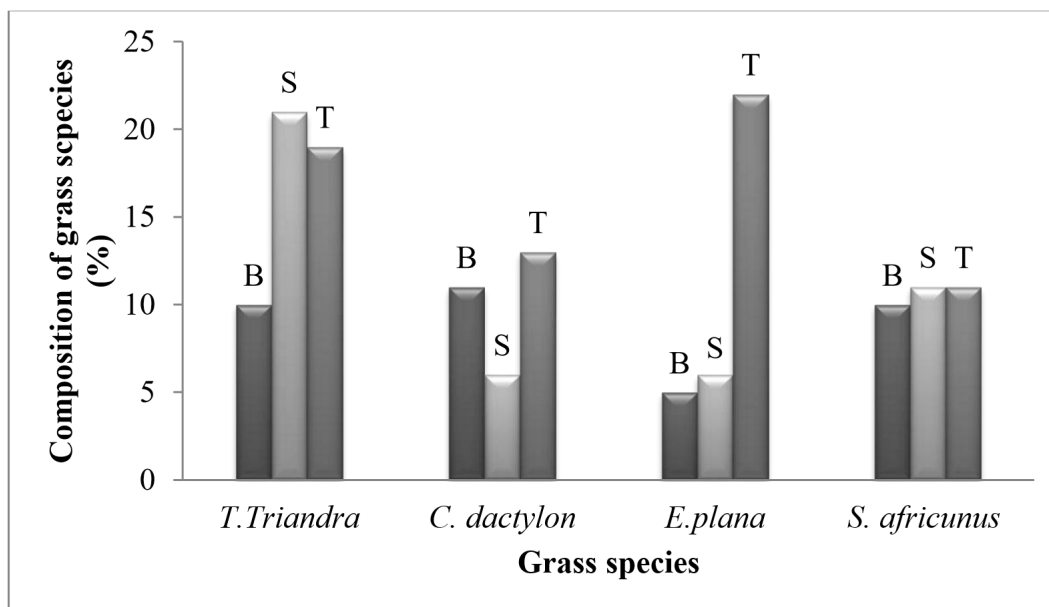 Composition of grass scpecies
(%)
25
20
15
10
5
0
B
S
T
B
S
T
B
S
T
B
S
T
T.Triandra
C. dactylon
E.plana
S. africunus
Grass species